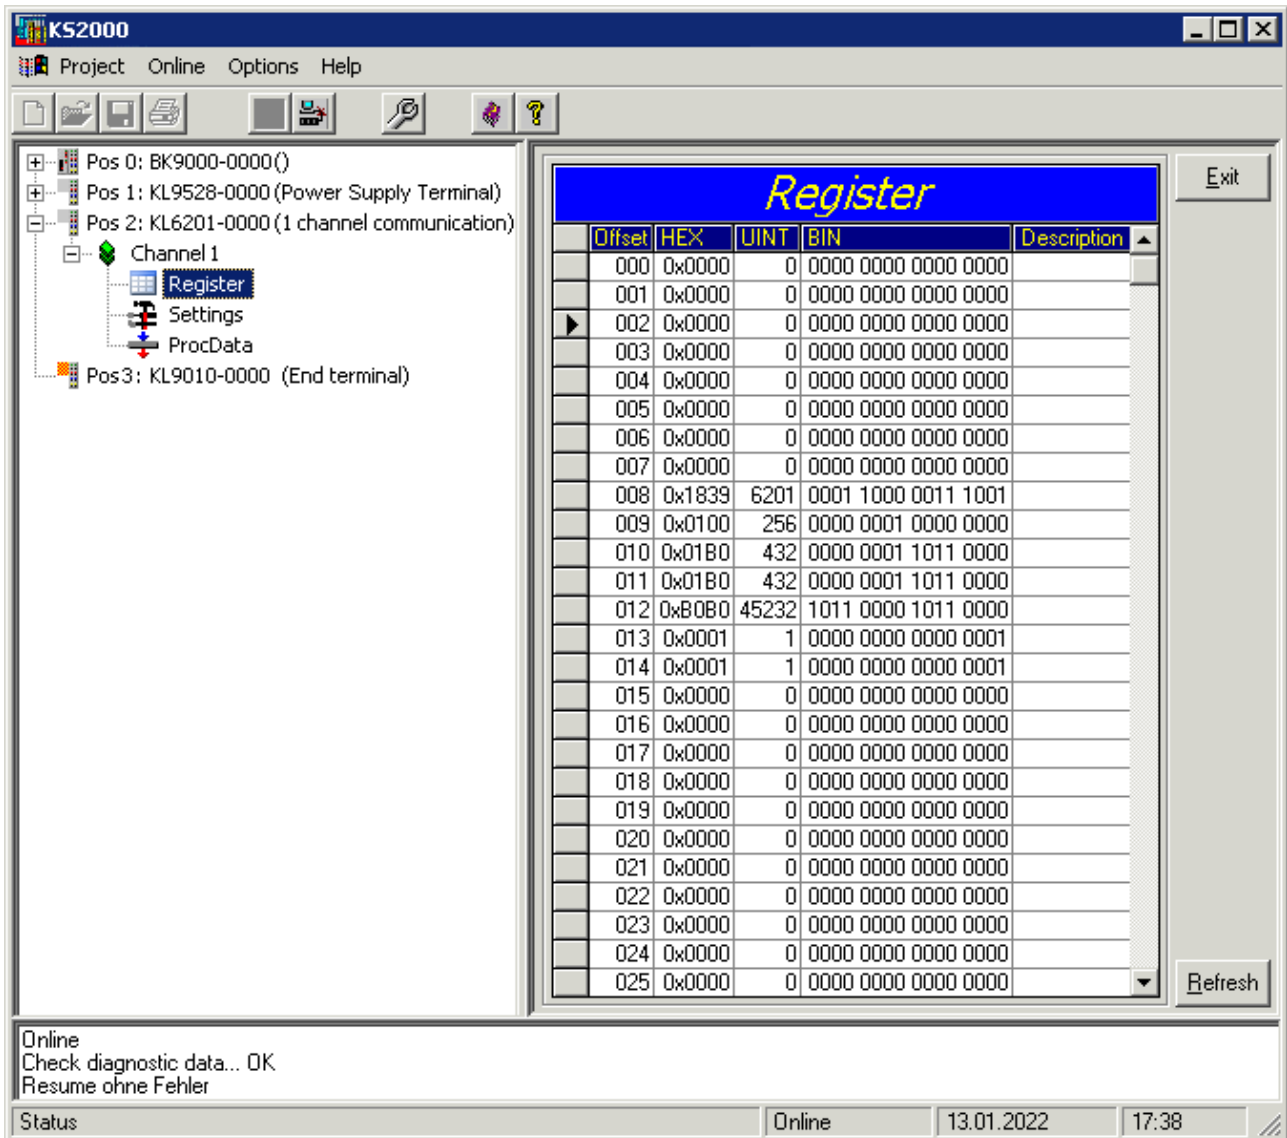 KS2000
Project Online Options Help
Pos 0: BK9000-0000()
Pos 1: KL9528-0000 (Power Supply Terminal)
Pos 2: KL6201-0000 (1 channel communication)
Channel 1
Register
Settings
ProcData
Pos3: KL9010-0000 (End terminal)
Register
Offset HEX UINT BIN Description
000 0x0000 0 0000 0000 0000 0000
001 0x0000 0 0000 0000 0000 0000
002 0x0000 0 0000 0000 0000 0000
003 0x0000 0 0000 0000 0000 0000
004 0x0000 0 0000 0000 0000 0000
005 0x0000 0 0000 0000 0000 0000
006 0x0000 0 0000 0000 0000 0000
007 0x0000 0 0000 0000 0000 0000
008 0x1839 6201 0001 1000 0011 1001
009 0x0100 256 0000 0001 0000 0000
010 0x01B0 432 0000 0001 1011 0000
011 0x01B0 432 0000 0001 1011 0000
012 0xB0B0 45232 1011 0000 1011 0000
013 0x0001 1 0000 0000 0000 0001
014 0x0001 1 0000 0000 0000 0001
015 0x0000 0 0000 0000 0000 0000
016 0x0000 0 0000 0000 0000 0000
017 0x0000 0 0000 0000 0000 0000
018 0x0000 0 0000 0000 0000 0000
019 0x0000 0 0000 0000 0000 0000
020 0x0000 0 0000 0000 0000 0000
021 0x0000 0 0000 0000 0000 0000
022 0x0000 0 0000 0000 0000 0000
023 0x0000 0 0000 0000 0000 0000
024 0x0000 0 0000 0000 0000 0000
025 0x0000 0 0000 0000 0000 0000
Exit
Refresh
Online
Check diagnostic data... OK
Resume ohne Fehler
Status Online 13.01.2022 17:38